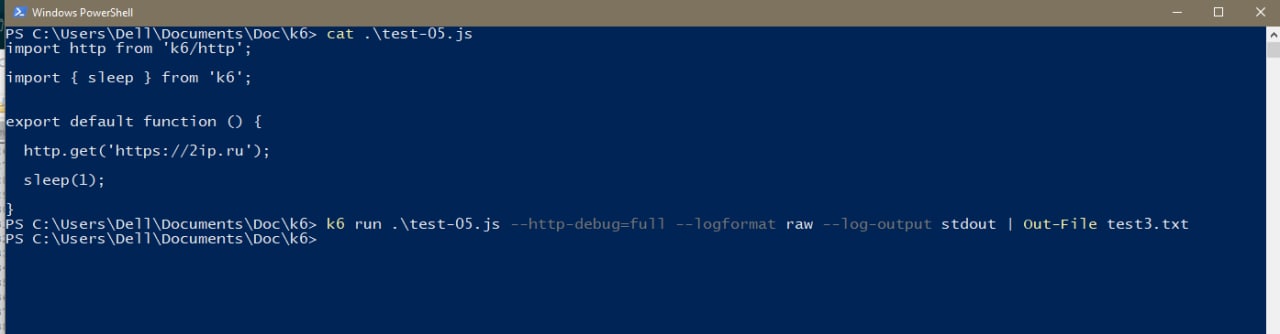 Windows PowerShell
PS C:\Users\Dell\Documents\Doc\k6> cat .\test-05.js
import http from 'k6/http';
import { sleep } from 'k6';
export default function () {
http.get('https://2ip.ru');
sleep(1);
}
PS C:\Users\Dell\Documents\Doc\k6> k6 run .\test-05.js --http-debug=full --logformat raw --log-output stdout | Out-File test3.txt
PS C:\Users\Dell\Documents\Doc\k6>